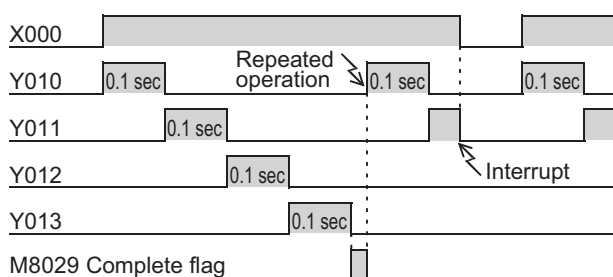 X000
Repeated
operation
Y010
0.1 sec
0.1 sec
0.1 sec
Y011
0.1 sec
Interrupt
Y012
0.1 sec
Y013
0.1 sec
M8029 Complete flag